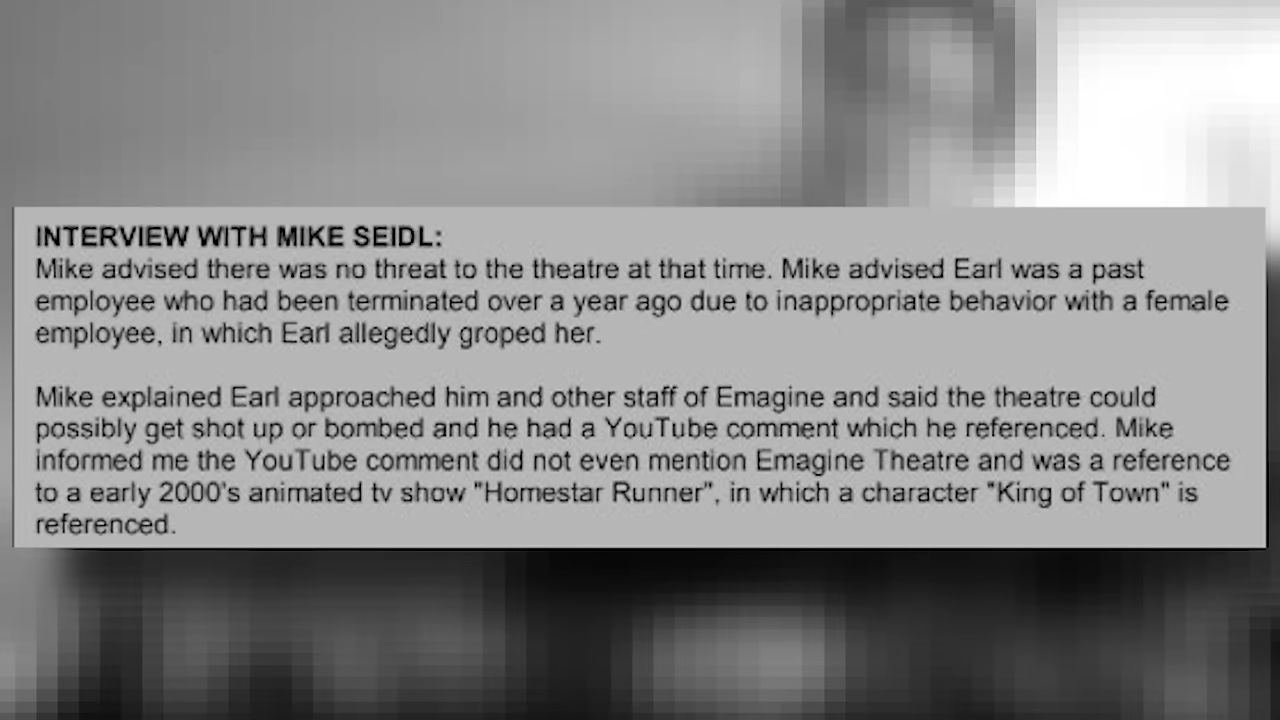 INTERVIEW WITH MIKE SEIDL:
Mike advised there was no threat to the theatre at that time. Mike advised Earl was a past
employee who had been terminated over a year ago due to inappropriate behavior with a female
employee, in which Earl allegedly groped her.
Mike explained Earl approached him and other staff of Emagine and said the theatre could
possibly get shot up or bombed and he had a YouTube comment which he referenced. Mike
informed me the YouTube comment did not even mention Emagine Theatre and was a reference
to a early 2000's animated tv show "Homestar Runner", in which a character "King of Town" is
referenced.